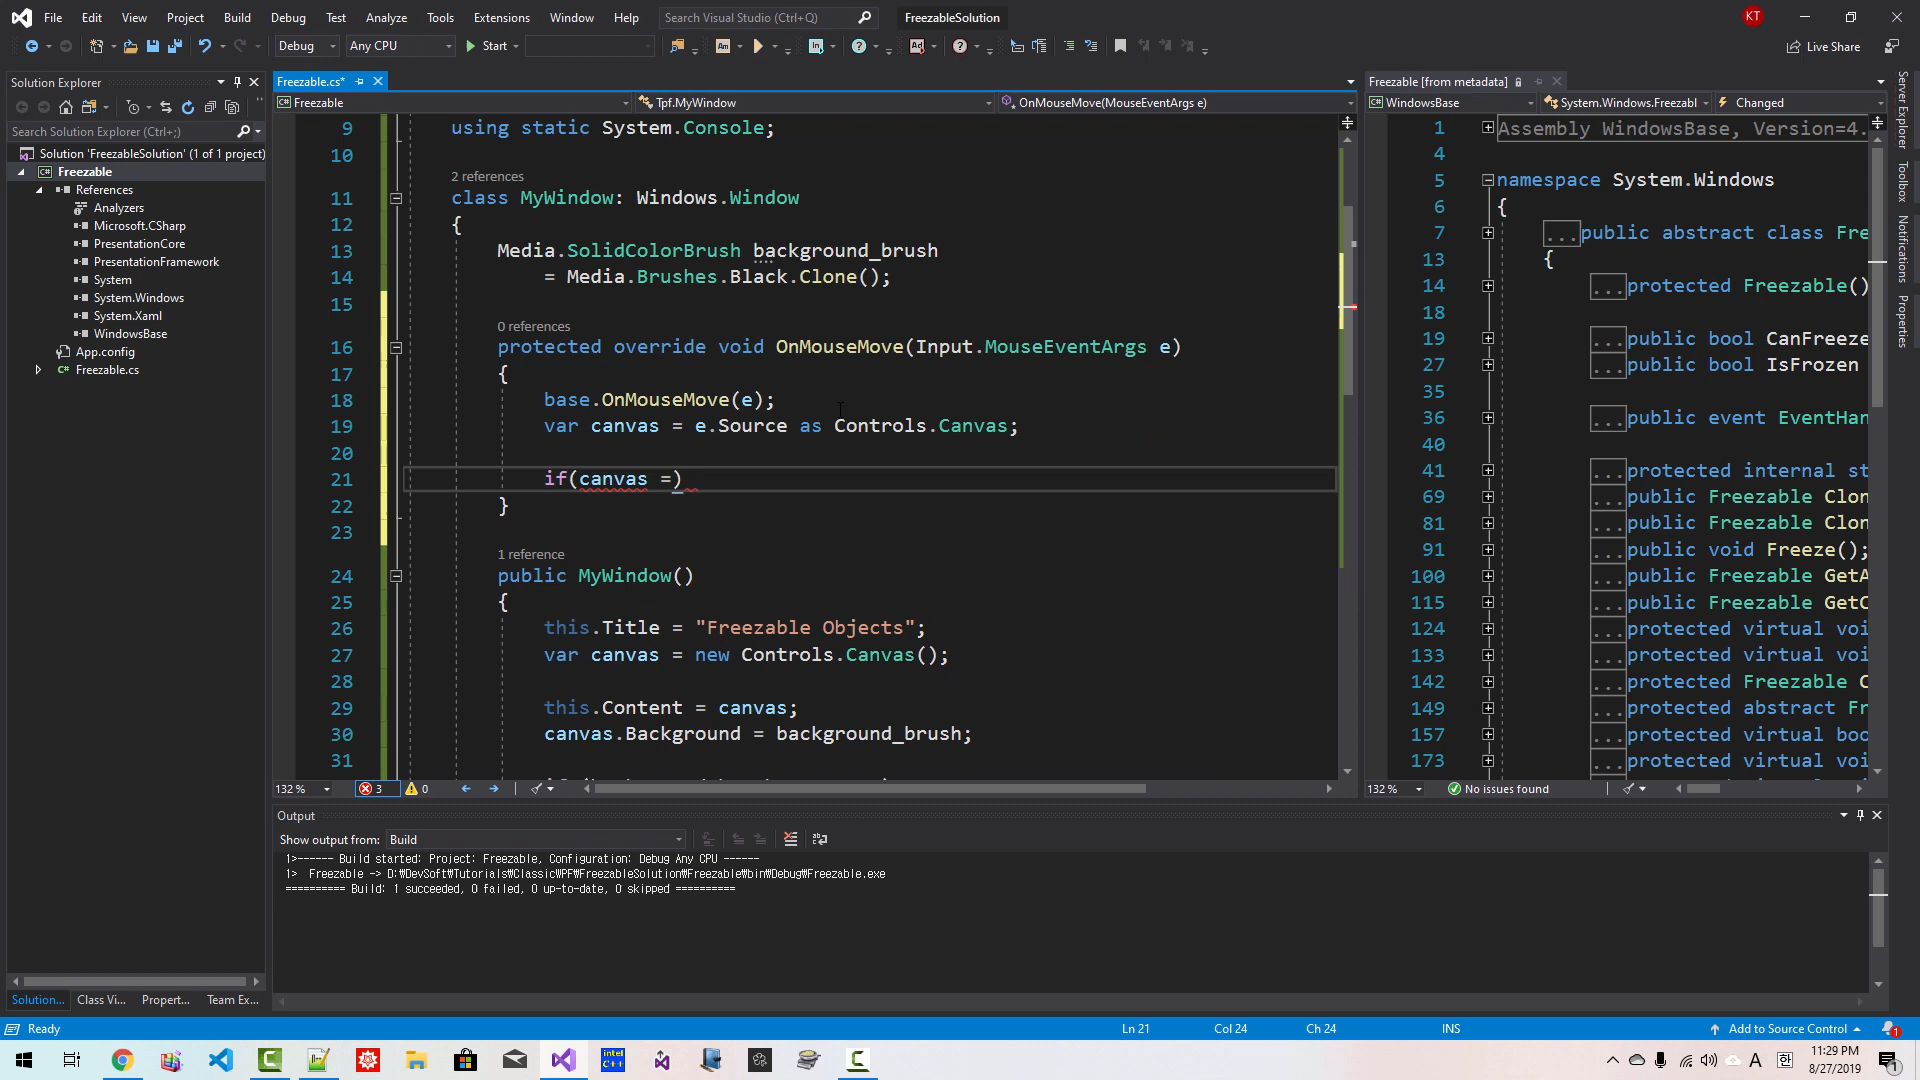 File Edit View Project Build Debug Test Analyze Tools Extensions Window Help Search Visual Studio (Ctrl+Q) FreezableSolution KT
Debug Any CPU Start Live Share
Solution Explorer
Search Solution Explorer (Ctrl+;)
Solution 'FreezableSolution' (1 of 1 project)
Freezable
References
Analyzers
Microsoft.CSharp
PresentationCore
PresentationFramework
System
System.Windows
System.Xaml
WindowsBase
App.config
Freezable.cs
Solution... Class Vi... Propert... Team Ex...
Freezable.cs*
Freezable Tpf.MyWindow OnMouseMove(MouseEventArgs e)
9 using static System.Console;
10
2 references
11 class MyWindow: Windows.Window
12 {
13 Media.SolidColorBrush background_brush
14 = Media.Brushes.Black.Clone();
15
0 references
16 protected override void OnMouseMove(Input.MouseEventArgs e)
17 {
18 base.OnMouseMove(e);
19 var canvas = e.Source as Controls.Canvas;
20
21 if(canvas =)
22 }
23
1 reference
24 public MyWindow()
25 {
26 this.Title = "Freezable Objects";
27 var canvas = new Controls.Canvas();
28
29 this.Content = canvas;
30 canvas.Background = background_brush;
31
132 % 3 0
Freezable [from metadata]
WindowsBase System.Windows.Freezabl Changed
1 Assembly WindowsBase, Version=4.
4
5 namespace System.Windows
6 {
7 ...public abstract class Fre
13 {
14 ...protected Freezable()
18
19 ...public bool CanFreeze
27 ...public bool IsFrozen
35
36 ...public event EventHan
40
41 ...protected internal st
69 ...public Freezable Clon
81 ...public Freezable Clon
91 ...public void Freeze();
100 ...public Freezable GetA
115 ...public Freezable GetC
124 ...protected virtual voi
133 ...protected virtual voi
142 ...protected Freezable C
149 ...protected abstract Fr
157 ...protected virtual boo
173 ...protected virtual voi
132 % No issues found
Server Explorer
Toolbox
Notifications
Properties
Output
Show output from: Build
1>------ Build started: Project: Freezable, Configuration: Debug Any CPU ------
1> Freezable -> D:₩DevSoft₩Tutorials₩ClassicWPF₩FreezableSolution₩Freezable₩bin₩Debug₩Freezable.exe
========== Build: 1 succeeded, 0 failed, 0 up-to-date, 0 skipped ==========
Ready Ln 21 Col 24 Ch 24 INS Add to Source Control 1
intel C++ A 한 11:29 PM
8/27/2019 1